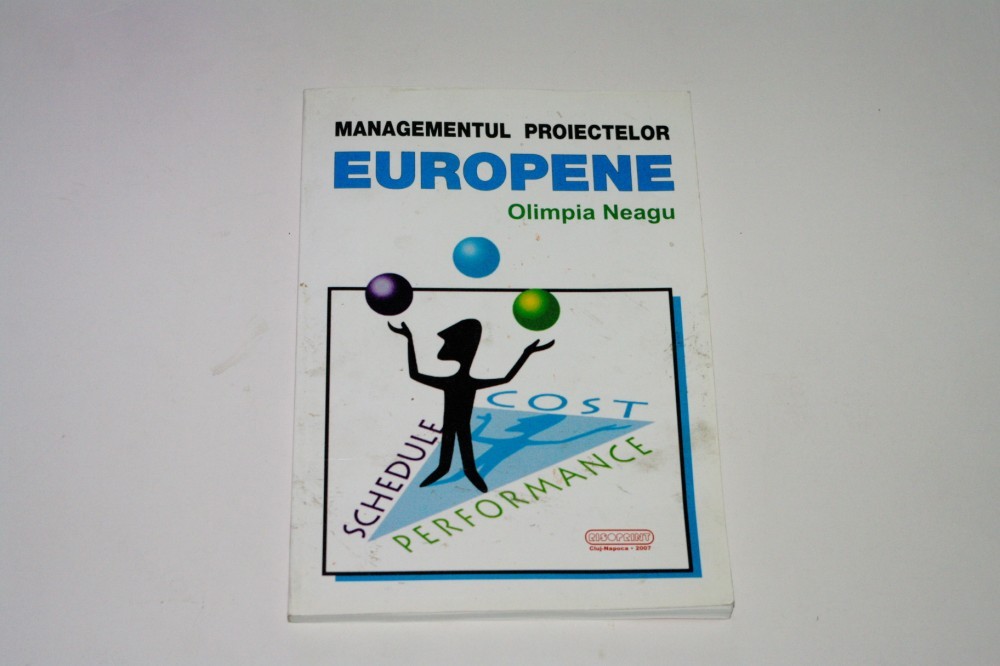 MANAGEMENTUL PROIECTELOR
EUROPENE
Olimpia Neagu
COST
SCHEDULE
PERFORMANCE
RISOPRINT
Cluj-Napoca • 2007